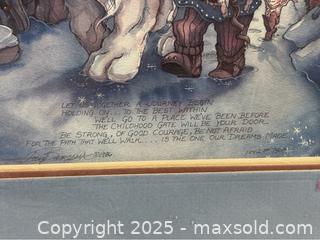 LET US TOGETHER A JOURNEY BEGIN
HOLDING ON ... TO THE BEST WITHIN
WE'LL GO TO A PLACE WE'VE BEEN BEFORE
THE CHILDHOOD GATE WILL BE YOUR DOOR
BE STRONG, OF GOOD COURAGE, BE NOT AFRAID
FOR THE PATH THAT WE'LL WALK .... IS THE ONE OUR DREAMS MADE
© Copyright 2025 - www.maxsold.com